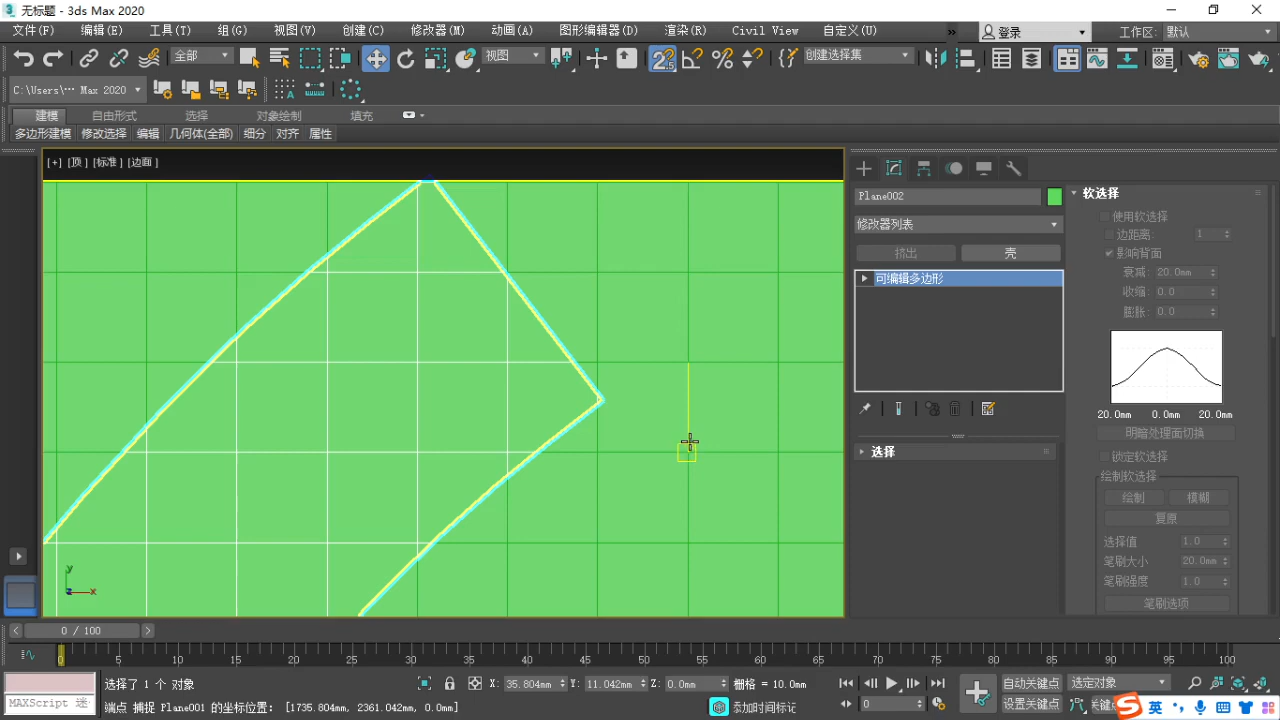 无标题 - 3ds Max 2020
文件(F) 编辑(E) 工具(T) 组(G) 视图(V) 创建(C) 修改器(M) 动画(A) 图形编辑器(D) 渲染(R) Civil View 自定义(U) » 登录 工作区: 默认
全部 视图 创建选择集
C:\Users\··· Max 2020
建模 自由形式 选择 对象绘制 填充
多边形建模 修改选择 编辑 几何体(全部) 细分 对齐 属性
[+] [顶] [标准] [边面]
Plane002
修改器列表
挤出 壳
可编辑多边形
选择
软选择
使用软选择
边距离: 1
影响背面
衰减: 20.0mm
收缩: 0.0
膨胀: 0.0
20.0mm 0.0mm 20.0mm
明暗处理面切换
锁定软选择
绘制软选择
绘制 模糊
复原
选择值 1.0
笔刷大小 20.0mm
笔刷强度 1.0
笔刷选项
y
z x
0 / 100
0 5 10 15 20 25 30 35 40 45 50 55 60 65 70 75 80 85 90 95 100
选择了 1 个 对象 X: 35.804mm Y: 11.042mm Z: 0.0mm 栅格 = 10.0mm 自动关键点 选定对象
MAXScript 迷 端点 捕捉 Plane001 的坐标位置: [1735.804mm, 2361.042mm, 0.0mm] 添加时间标记 0 设置关键点 英